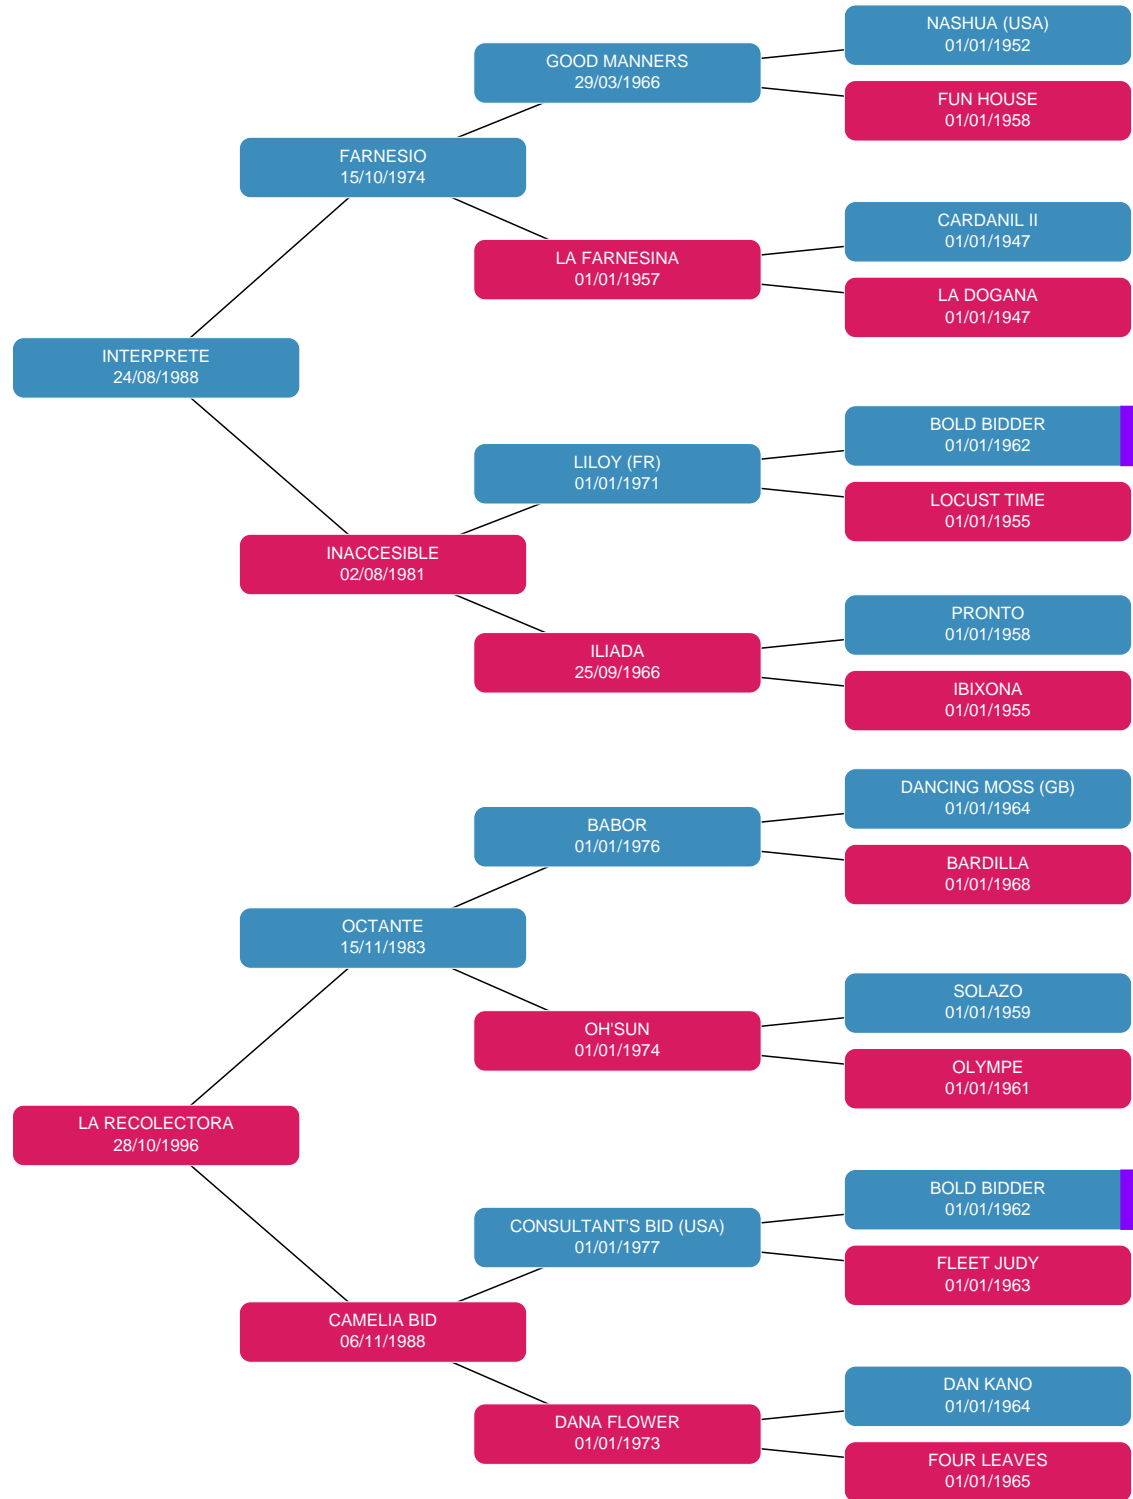 NASHUA (USA)
01/01/1952
GOOD MANNERS
29/03/1966
FUN HOUSE
01/01/1958
FARNESIO
15/10/1974
CARDANIL II
01/01/1947
LA FARNESINA
01/01/1957
LA DOGANA
01/01/1947
INTERPRETE
24/08/1988
BOLD BIDDER
01/01/1962
LILOY (FR)
01/01/1971
LOCUST TIME
01/01/1955
INACCESIBLE
02/08/1981
PRONTO
01/01/1958
ILIADA
25/09/1966
IBIXONA
01/01/1955
DANCING MOSS (GB)
01/01/1964
BABOR
01/01/1976
BARDILLA
01/01/1968
OCTANTE
15/11/1983
SOLAZO
01/01/1959
OH'SUN
01/01/1974
OLYMPE
01/01/1961
LA RECOLECTORA
28/10/1996
BOLD BIDDER
01/01/1962
CONSULTANT'S BID (USA)
01/01/1977
FLEET JUDY
01/01/1963
CAMELIA BID
06/11/1988
DAN KANO
01/01/1964
DANA FLOWER
01/01/1973
FOUR LEAVES
01/01/1965